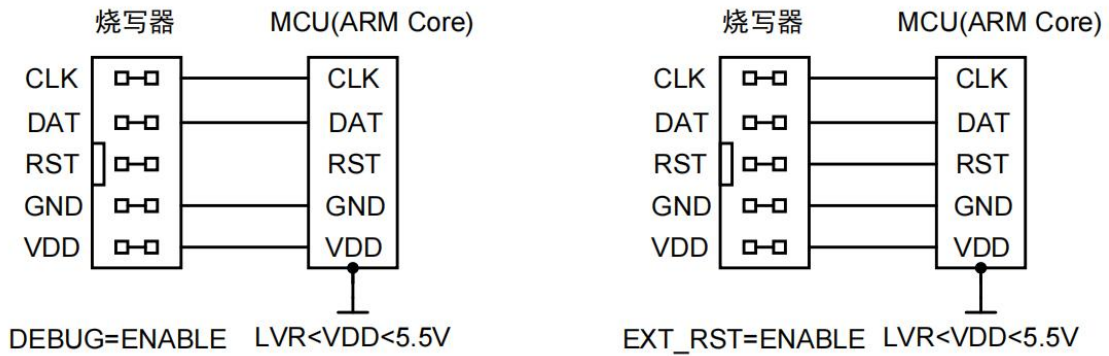 烧写器 MCU(ARM Core)
CLK CLK
DAT DAT
RST RST
GND GND
VDD VDD
DEBUG=ENABLE LVR<VDD<5.5V
烧写器 MCU(ARM Core)
CLK CLK
DAT DAT
RST RST
GND GND
VDD VDD
EXT_RST=ENABLE LVR<VDD<5.5V